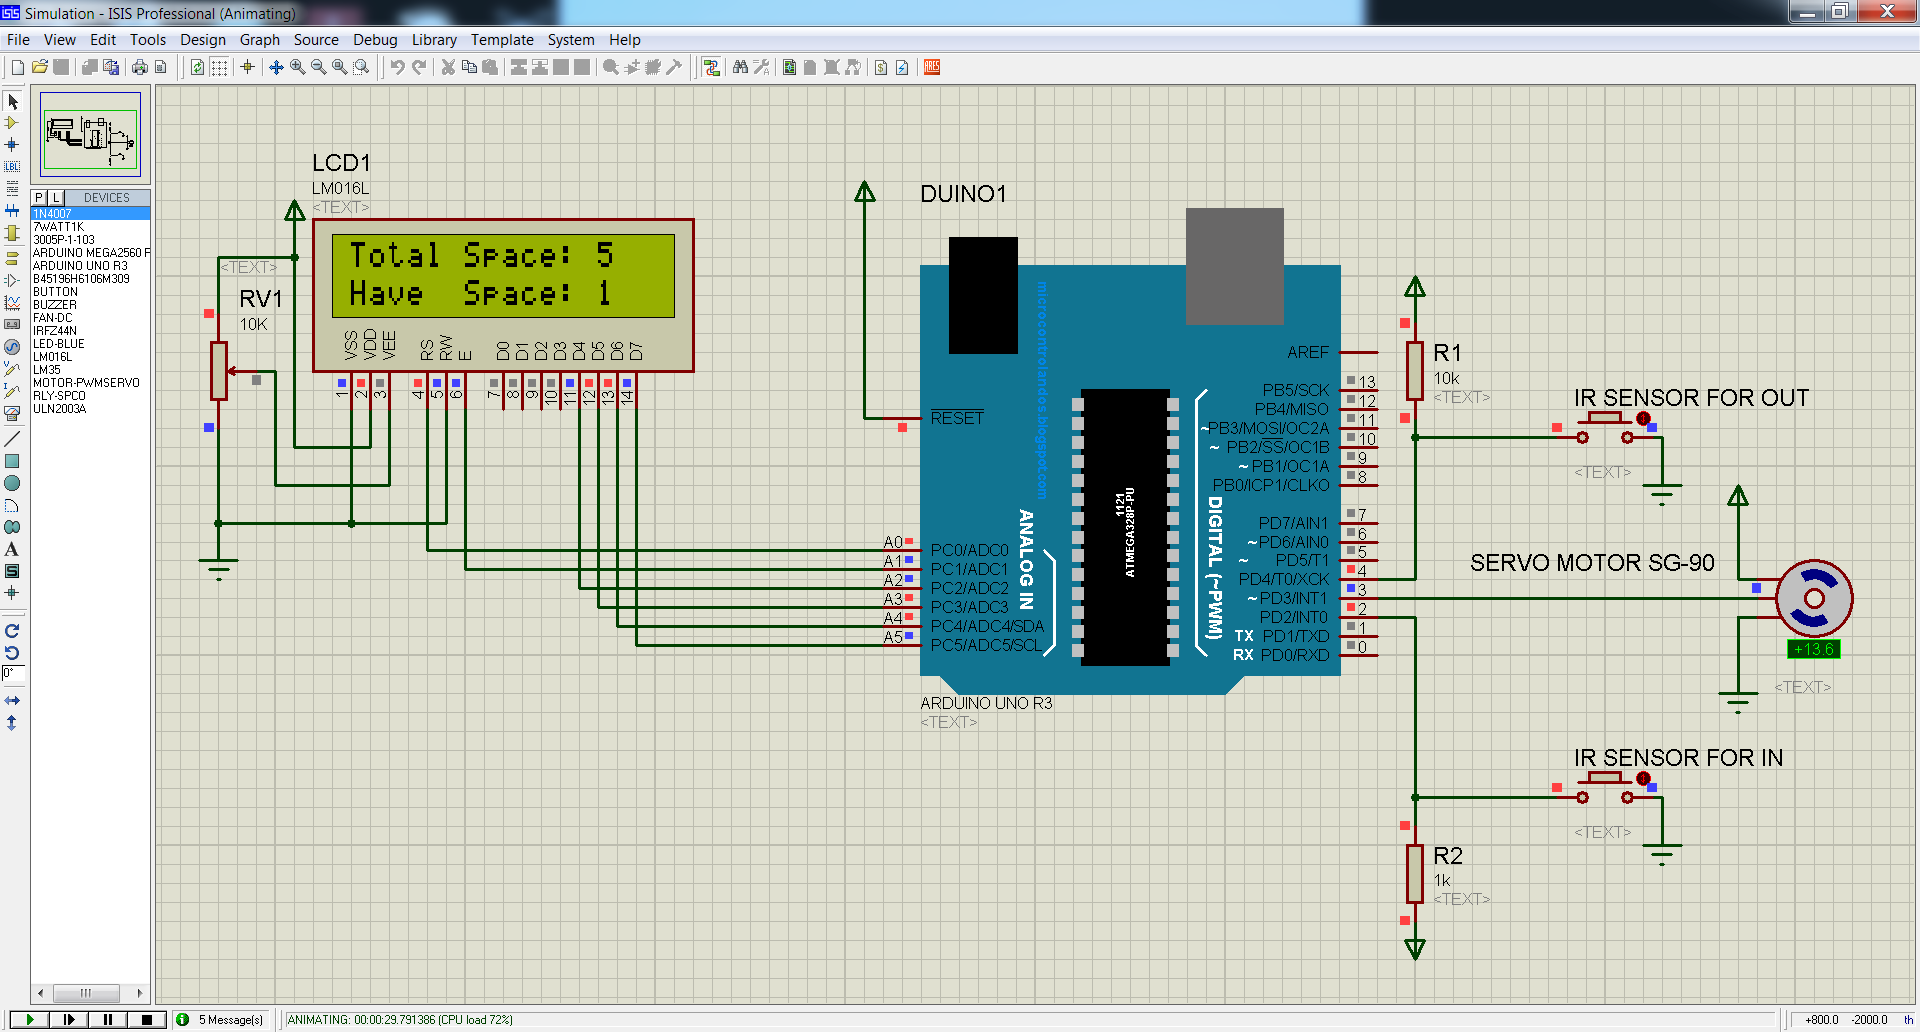 Simulation - ISIS Professional (Animating)
File View Edit Tools Design Graph Source Debug Library Template System Help
P L DEVICES
1N4007
7WATT1K
3005P-1-103
ARDUINO MEGA2560 F
ARDUINO UNO R3
B45196H6106M309
BUTTON
BUZZER
FAN-DC
IRFZ44N
LED-BLUE
LM016L
LM35
MOTOR-PWMSERVO
RLY-SPCO
ULN2003A
LCD1
LM016L
<TEXT>
Total Space: 5
Have Space: 1
VSS VDD VEE RS RW E D0 D1 D2 D3 D4 D5 D6 D7
1 2 3 4 5 6 7 8 9 10 11 12 13 14
<TEXT>
RV1
10K
DUINO1
microcontrolandos.blogspot.com
RESET
AREF
PB5/SCK 13
PB4/MISO 12
~PB3/MOSI/OC2A 11
~ PB2/SS/OC1B 10
~ PB1/OC1A 9
PB0/ICP1/CLKO 8
PD7/AIN1 7
~PD6/AIN0 6
~ PD5/T1 5
PD4/T0/XCK 4
~ PD3/INT1 3
PD2/INT0 2
TX PD1/TXD 1
RX PD0/RXD 0
DIGITAL (~PWM)
ANALOG IN
1121
ATMEGA328P-PU
A0 PC0/ADC0
A1 PC1/ADC1
A2 PC2/ADC2
A3 PC3/ADC3
A4 PC4/ADC4/SDA
A5 PC5/ADC5/SCL
ARDUINO UNO R3
<TEXT>
R1
10k
<TEXT>
IR SENSOR FOR OUT
<TEXT>
SERVO MOTOR SG-90
+13.6
<TEXT>
IR SENSOR FOR IN
<TEXT>
R2
1k
<TEXT>
5 Message(s)
ANIMATING: 00:00:29.791386 (CPU load 72%)
+800.0 -2000.0 th